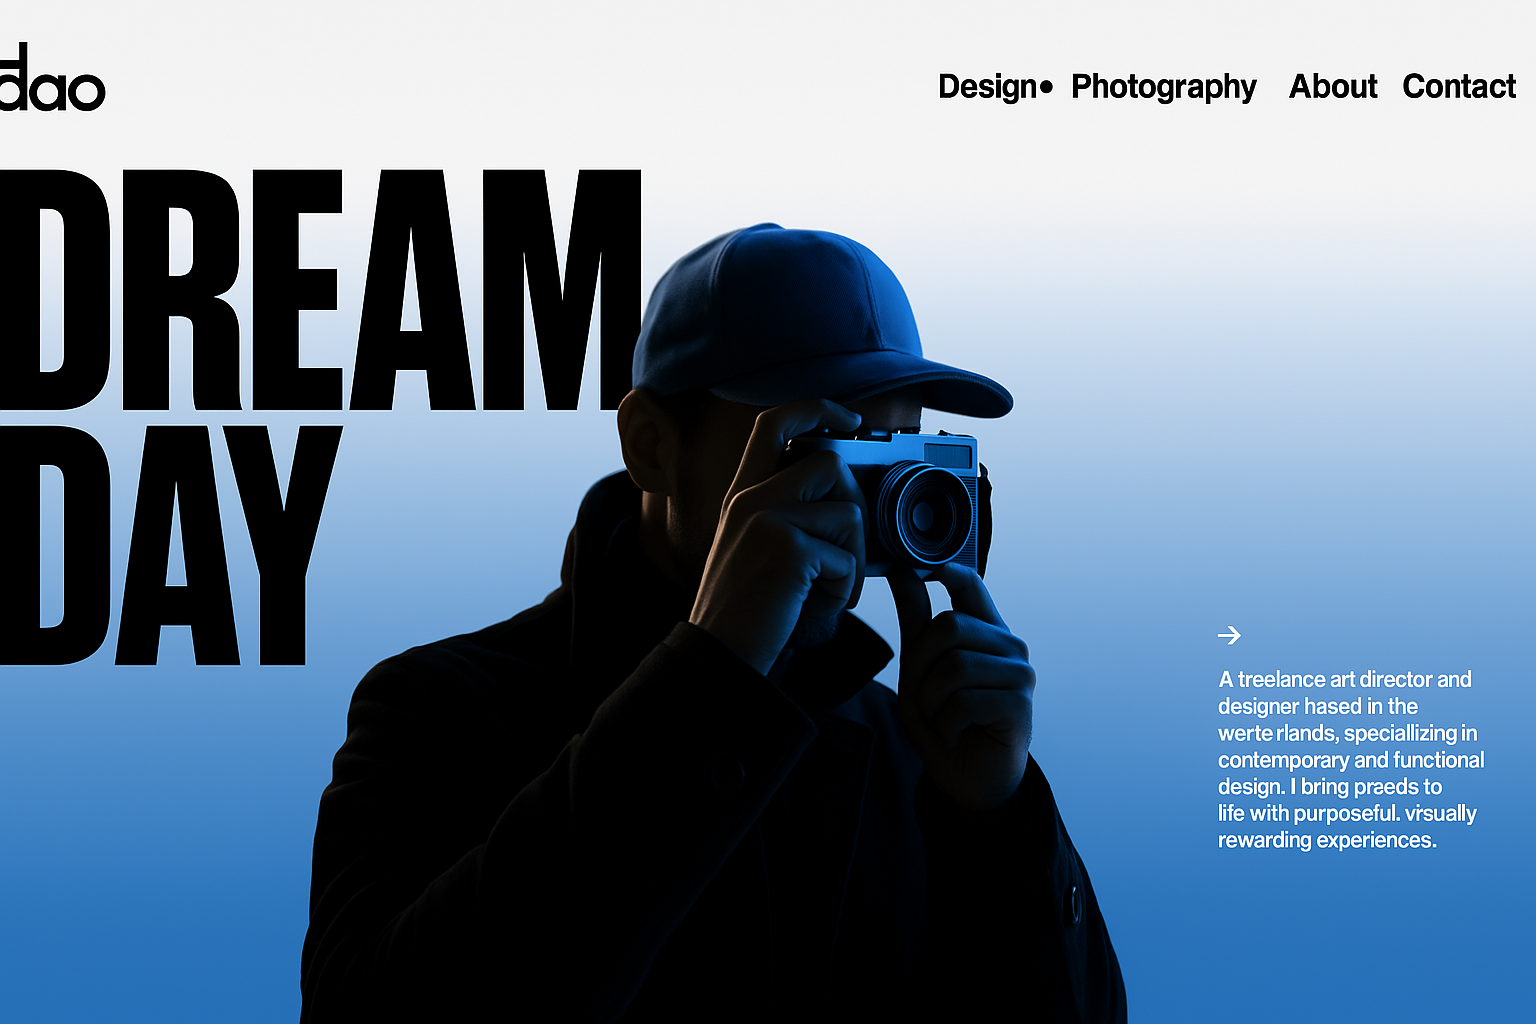 dao
Design• Photography About Contact
DREAM
DAY
→
A treelance art director and
designer hased in the
werte rlands, speciallizing in
contemporary and functional
design. I bring praeds to
life with purposeful. virsually
rewarding experiences.